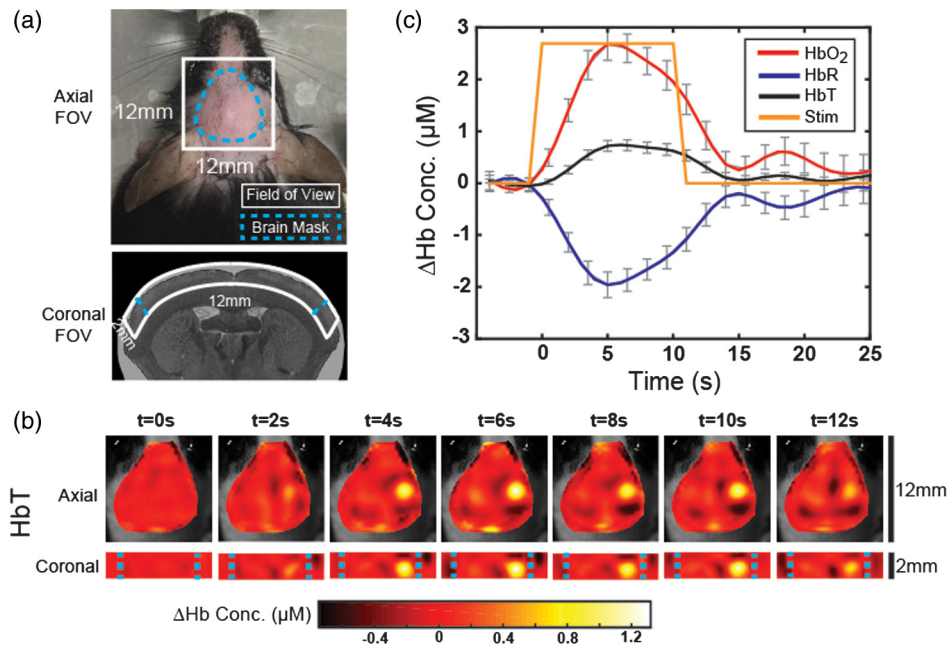 (a)
Axial
FOV
12mm
12mm
Field of View
Brain Mask
Coronal
FOV
12mm
2mm
(c)
ΔHb Conc. (µM)
3
2
1
0
-1
-2
-3
0 5 10 15 20 25
Time (s)
HbO₂
HbR
HbT
Stim
(b)
t=0s t=2s t=4s t=6s t=8s t=10s t=12s
HbT
Axial
12mm
Coronal
2mm
ΔHb Conc. (µM)
-0.4 0 0.4 0.8 1.2